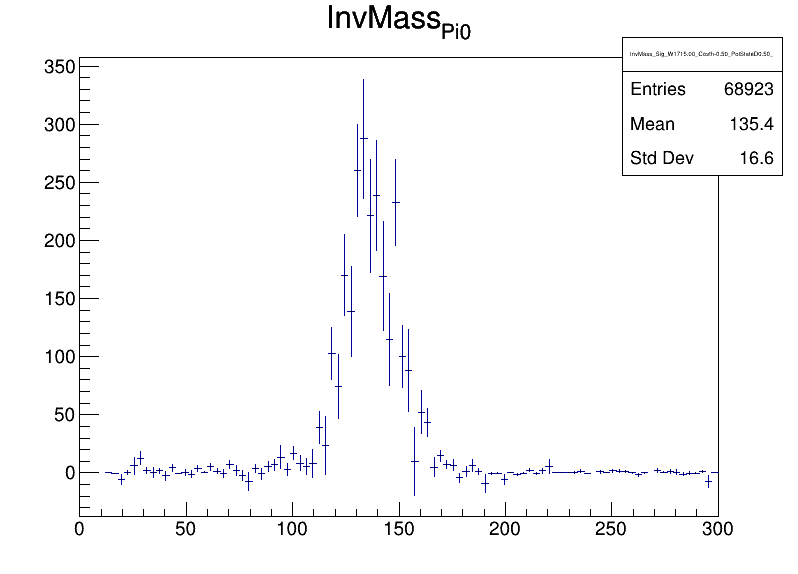 InvMass_Pi0
InvMass_Sig_W1715.00_Costh-0.50_PolStateD0.50_
Entries 68923
Mean 135.4
Std Dev 16.6
350
300
250
200
150
100
50
0
0 50 100 150 200 250 300